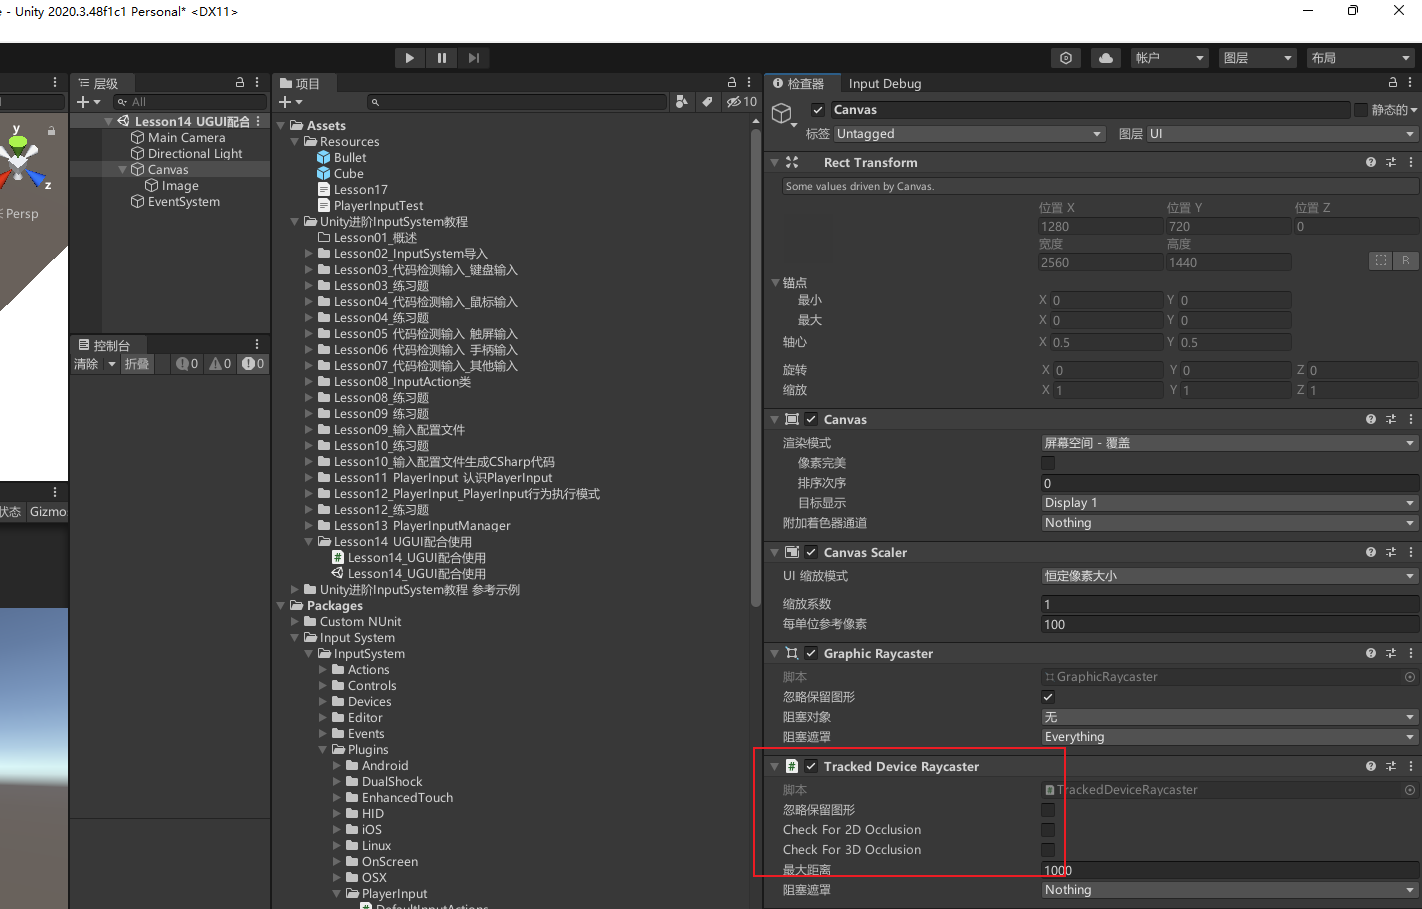 - Unity 2020.3.48f1c1 Personal* <DX11>
帐户
图层
布局
层级
All
Lesson14 UGUI配合
Main Camera
Directional Light
Canvas
Image
EventSystem
y
z
Persp
控制台
清除
折叠
0
0
0
状态
Gizmo
项目
10
Assets
Resources
Bullet
Cube
Lesson17
PlayerInputTest
Unity进阶InputSystem教程
Lesson01_概述
Lesson02_InputSystem导入
Lesson03_代码检测输入_键盘输入
Lesson03_练习题
Lesson04_代码检测输入_鼠标输入
Lesson04_练习题
Lesson05_代码检测输入_触屏输入
Lesson06_代码检测输入_手柄输入
Lesson07_代码检测输入_其他输入
Lesson08_InputAction类
Lesson08_练习题
Lesson09_练习题
Lesson09_输入配置文件
Lesson10_练习题
Lesson10_输入配置文件生成CSharp代码
Lesson11_PlayerInput_认识PlayerInput
Lesson12_PlayerInput_PlayerInput行为执行模式
Lesson12_练习题
Lesson13_PlayerInputManager
Lesson14_UGUI配合使用
Lesson14_UGUI配合使用
Lesson14_UGUI配合使用
Unity进阶InputSystem教程_参考示例
Packages
Custom NUnit
Input System
InputSystem
Actions
Controls
Devices
Editor
Events
Plugins
Android
DualShock
EnhancedTouch
HID
iOS
Linux
OnScreen
OSX
PlayerInput
DefaultInputActions
检查器
Input Debug
Canvas
静态的
标签 Untagged
图层 UI
Rect Transform
Some values driven by Canvas.
位置 X 位置 Y 位置 Z
1280 720 0
宽度 高度
2560 1440
R
锚点
最小 X 0 Y 0
最大 X 0 Y 0
轴心 X 0.5 Y 0.5
旋转 X 0 Y 0 Z 0
缩放 X 1 Y 1 Z 1
Canvas
渲染模式 屏幕空间 - 覆盖
像素完美
排序次序 0
目标显示 Display 1
附加着色器通道 Nothing
Canvas Scaler
UI 缩放模式 恒定像素大小
缩放系数 1
每单位参考像素 100
Graphic Raycaster
脚本 GraphicRaycaster
忽略保留图形
阻塞对象 无
阻塞遮罩 Everything
Tracked Device Raycaster
脚本 TrackedDeviceRaycaster
忽略保留图形
Check For 2D Occlusion
Check For 3D Occlusion
最大距离 1000
阻塞遮罩 Nothing